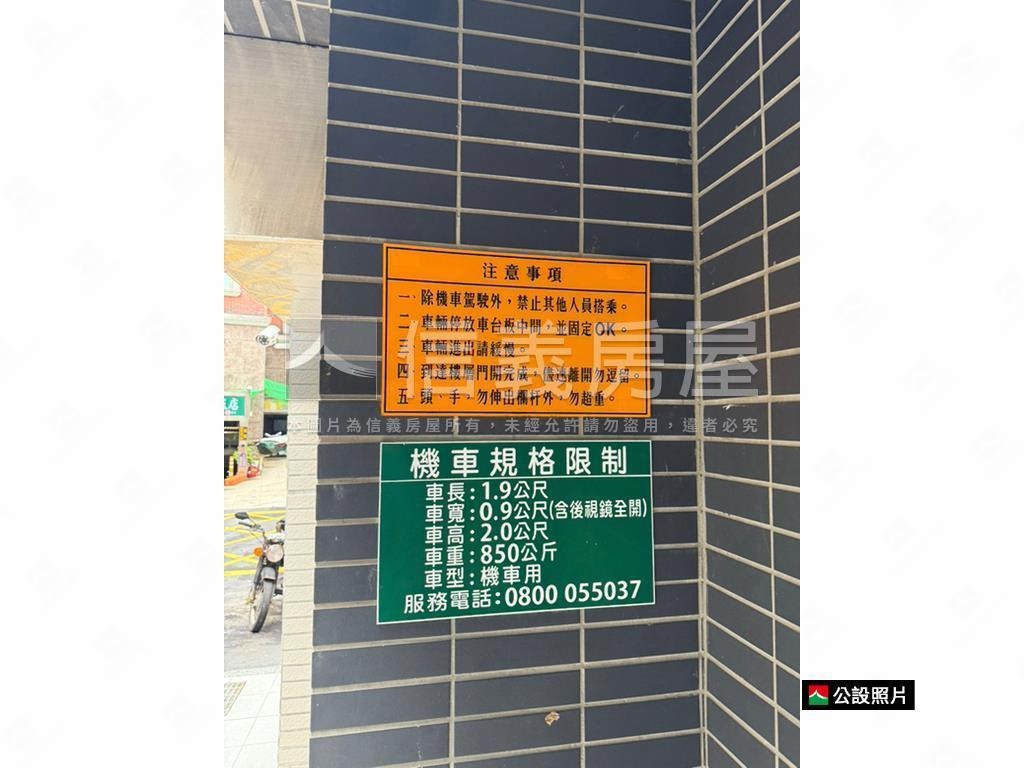 注意事項
一、除機車駕駛外，禁止其他人員搭乘。
二、車輛停放車台板中間，並固定OK。
三、車輛進出請緩慢。
四、到達樓層門開完成，儘速離開勿逗留。
五、頭、手，勿伸出欄杆外，勿超重。
信義房屋
本圖片為信義房屋所有，未經允許請勿盜用，違者必究
機車規格限制
車長：1.9公尺
車寬：0.9公尺(含後視鏡全開)
車高：2.0公尺
車重：850公斤
車型：機車用
服務電話：0800 055037
店
公設照片